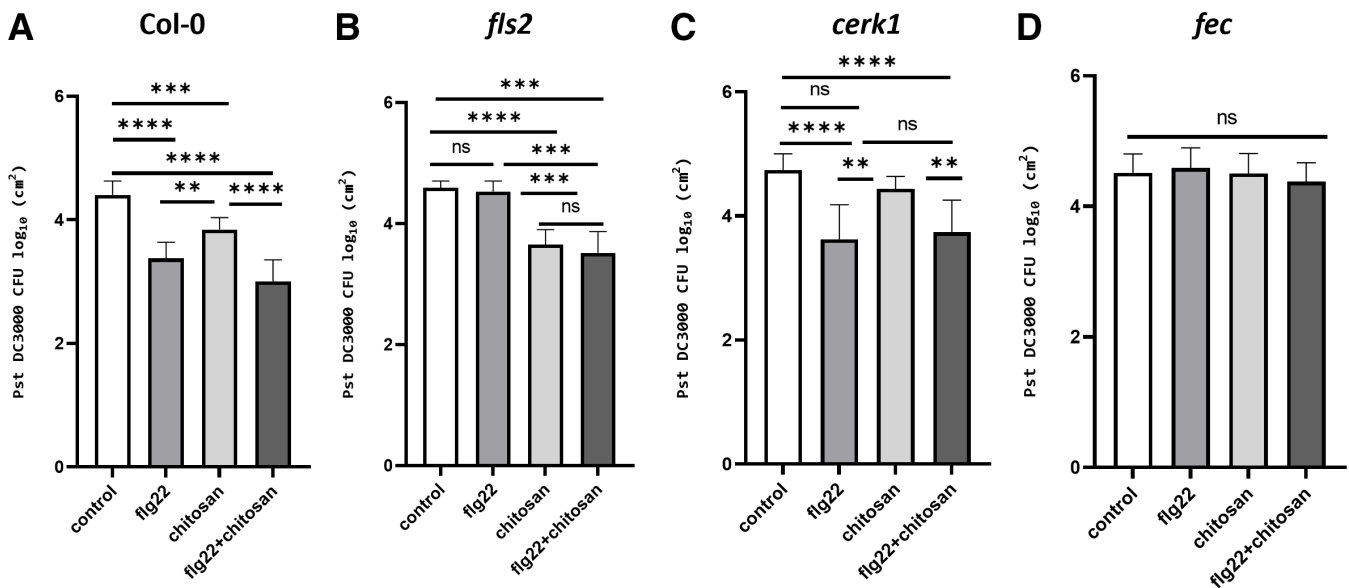 A
Col-0
Pst DC3000 CFU log10 (cm2)
6
4
2
0
***
****
****
**
****
control
flg22
chitosan
flg22+chitosan
B
fls2
Pst DC3000 CFU log10 (cm2)
6
4
2
0
***
****
ns
***
***
ns
control
flg22
chitosan
flg22+chitosan
C
cerk1
Pst DC3000 CFU log10 (cm2)
6
4
2
0
****
ns
****
ns
**
**
control
flg22
chitosan
flg22+chitosan
D
fec
Pst DC3000 CFU log10 (cm2)
6
4
2
0
ns
control
flg22
chitosan
flg22+chitosan